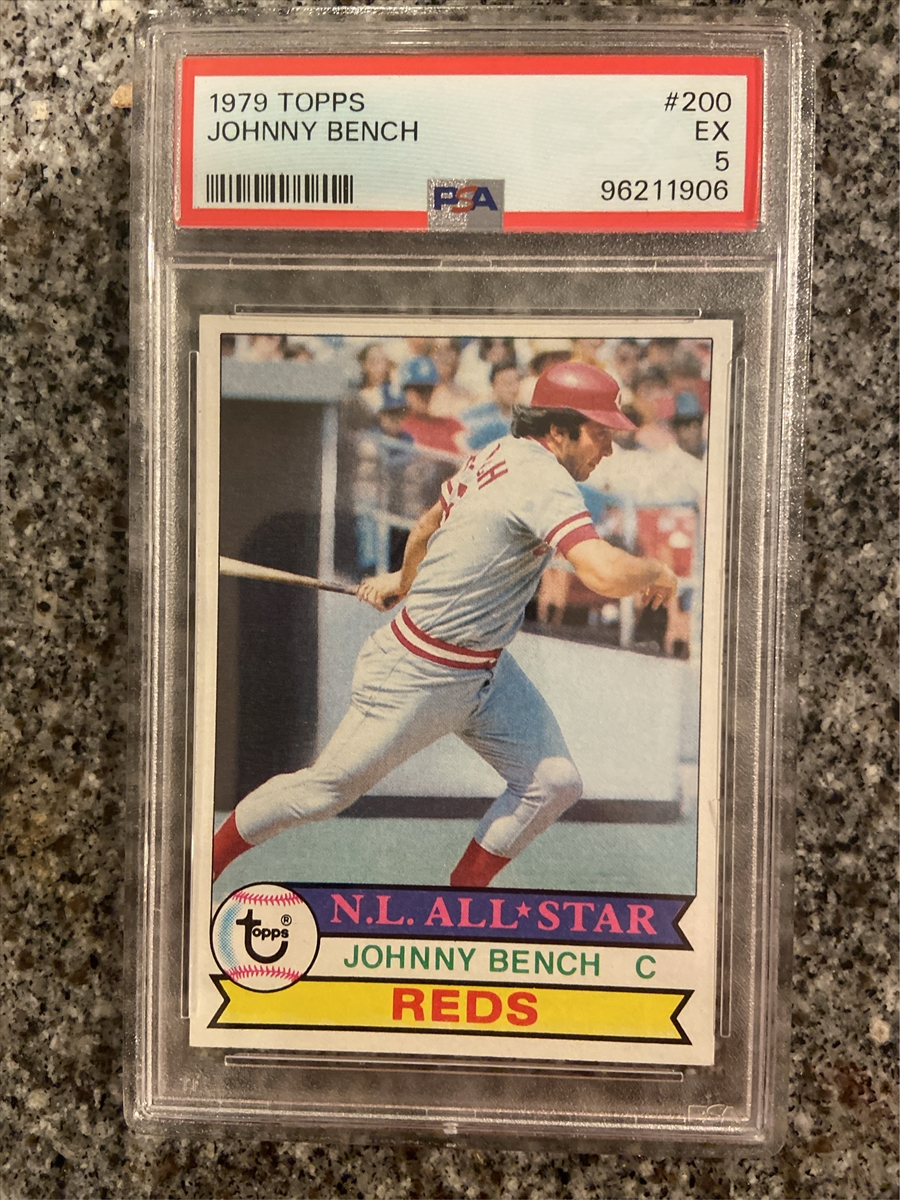 1979 TOPPS #200
JOHNNY BENCH EX
5
PSA 96211906
N.L. ALL★STAR
topps®
JOHNNY BENCH C
REDS